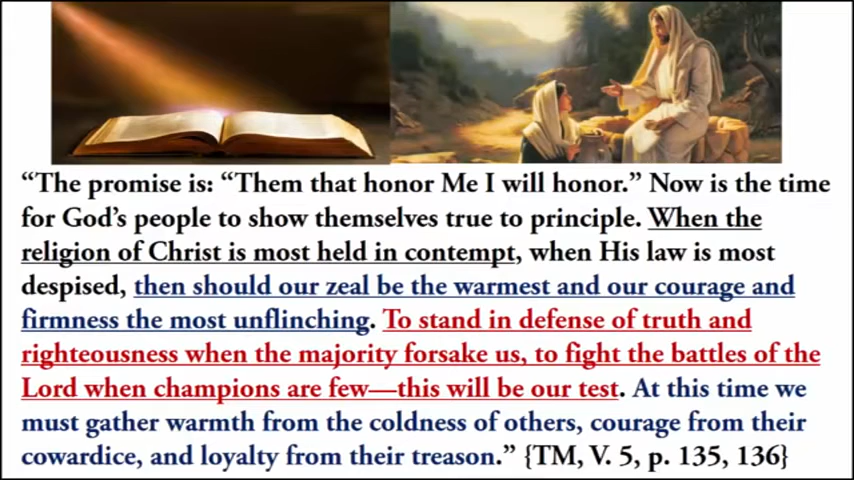 “The promise is: “Them that honor Me I will honor.” Now is the time
for God’s people to show themselves true to principle. When the
religion of Christ is most held in contempt, when His law is most
despised, then should our zeal be the warmest and our courage and
firmness the most unflinching. To stand in defense of truth and
righteousness when the majority forsake us, to fight the battles of the
Lord when champions are few—this will be our test. At this time we
must gather warmth from the coldness of others, courage from their
cowardice, and loyalty from their treason.” {TM, V. 5, p. 135, 136}